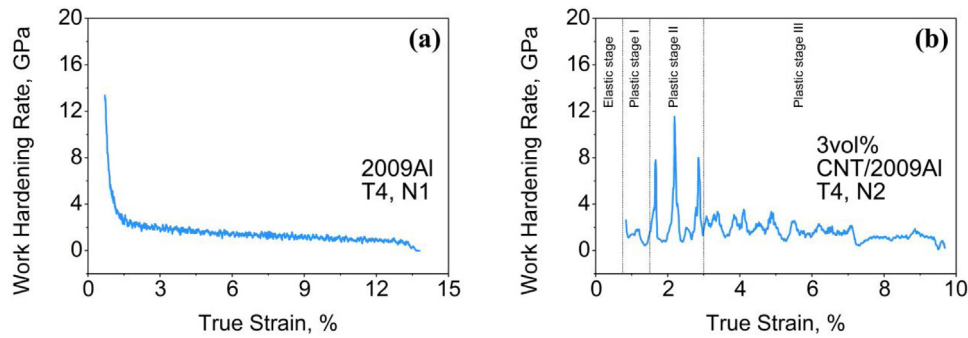 20
16
12
8
4
0
Work Hardening Rate, GPa
(a)
2009Al
T4, N1
0 3 6 9 12 15
True Strain, %
20
16
12
8
4
0
Work Hardening Rate, GPa
Elastic stage
Plastic stage I
Plastic stage II
Plastic stage III
(b)
3vol%
CNT/2009Al
T4, N2
0 2 4 6 8 10
True Strain, %